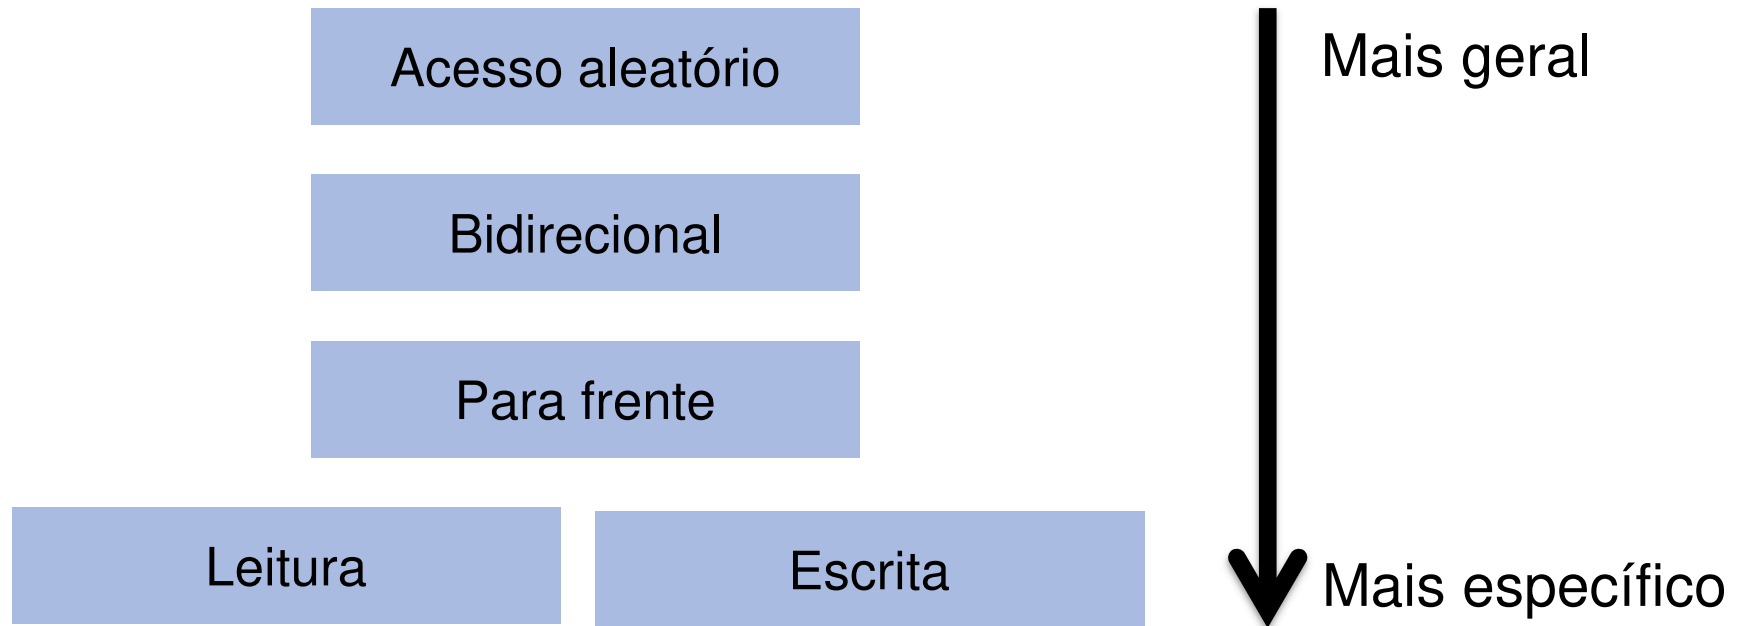 Acesso aleatório
Mais geral
Bidirecional
Para frente
Leitura
Escrita
Mais específico